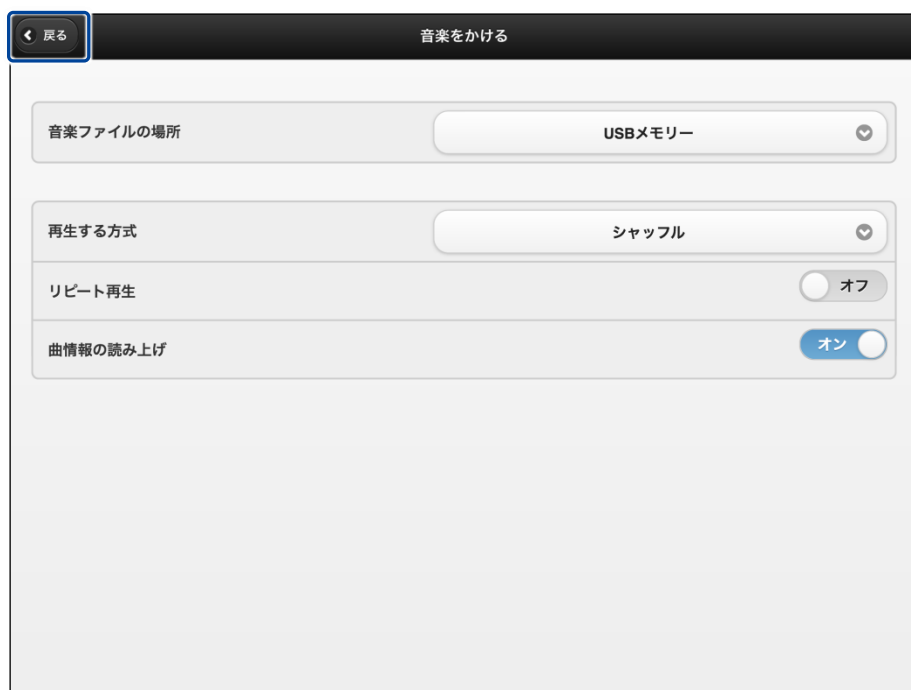 戻る
音楽をかける
音楽ファイルの場所
USBメモリー
再生する方式
シャッフル
リピート再生
オフ
曲情報の読み上げ
オン